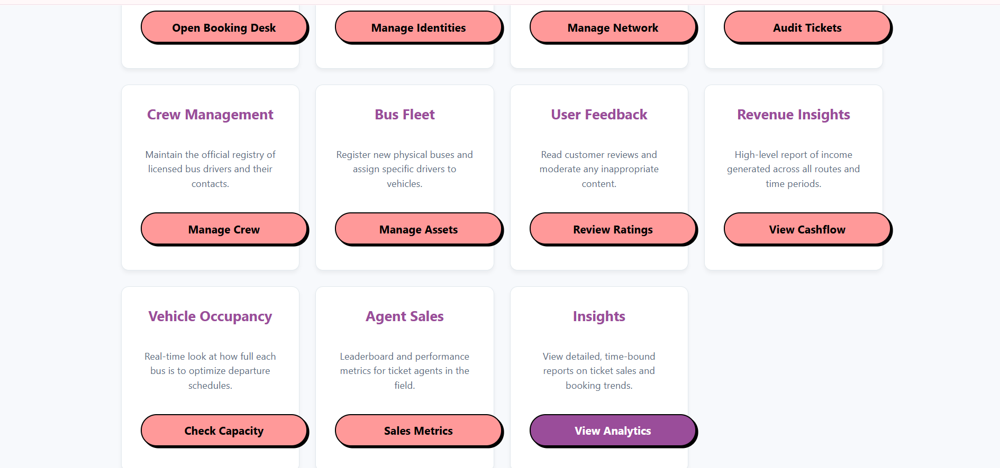 Open Booking Desk
Manage Identities
Manage Network
Audit Tickets
Crew Management
Maintain the official registry of
licensed bus drivers and their
contacts.
Manage Crew
Bus Fleet
Register new physical buses and
assign specific drivers to
vehicles.
Manage Assets
User Feedback
Read customer reviews and
moderate any inappropriate
content.
Review Ratings
Revenue Insights
High-level report of income
generated across all routes and
time periods.
View Cashflow
Vehicle Occupancy
Real-time look at how full each
bus is to optimize departure
schedules.
Check Capacity
Agent Sales
Leaderboard and performance
metrics for ticket agents in the
field.
Sales Metrics
Insights
View detailed, time-bound
reports on ticket sales and
booking trends.
View Analytics